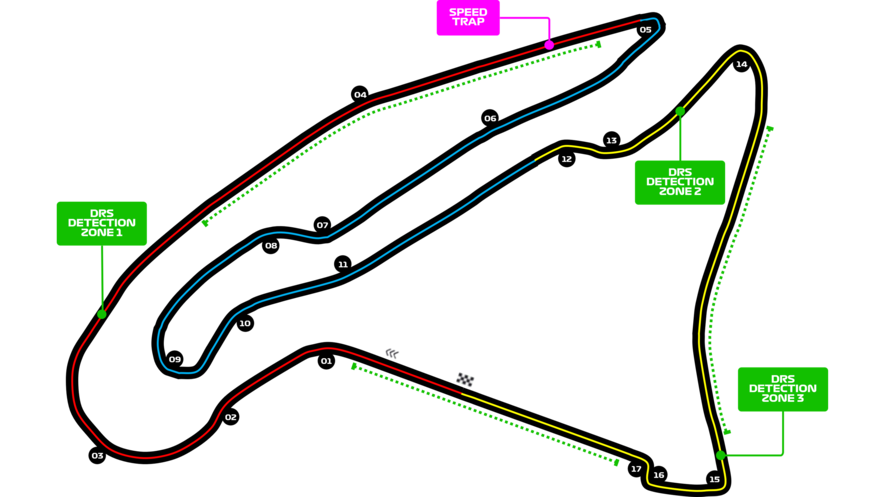 SPEED
TRAP
05
14
04
06
13
12
DRS
DETECTION
ZONE 2
DRS
DETECTION
ZONE 1
07
08
11
10
09
01
02
03
DRS
DETECTION
ZONE 3
17
16
15